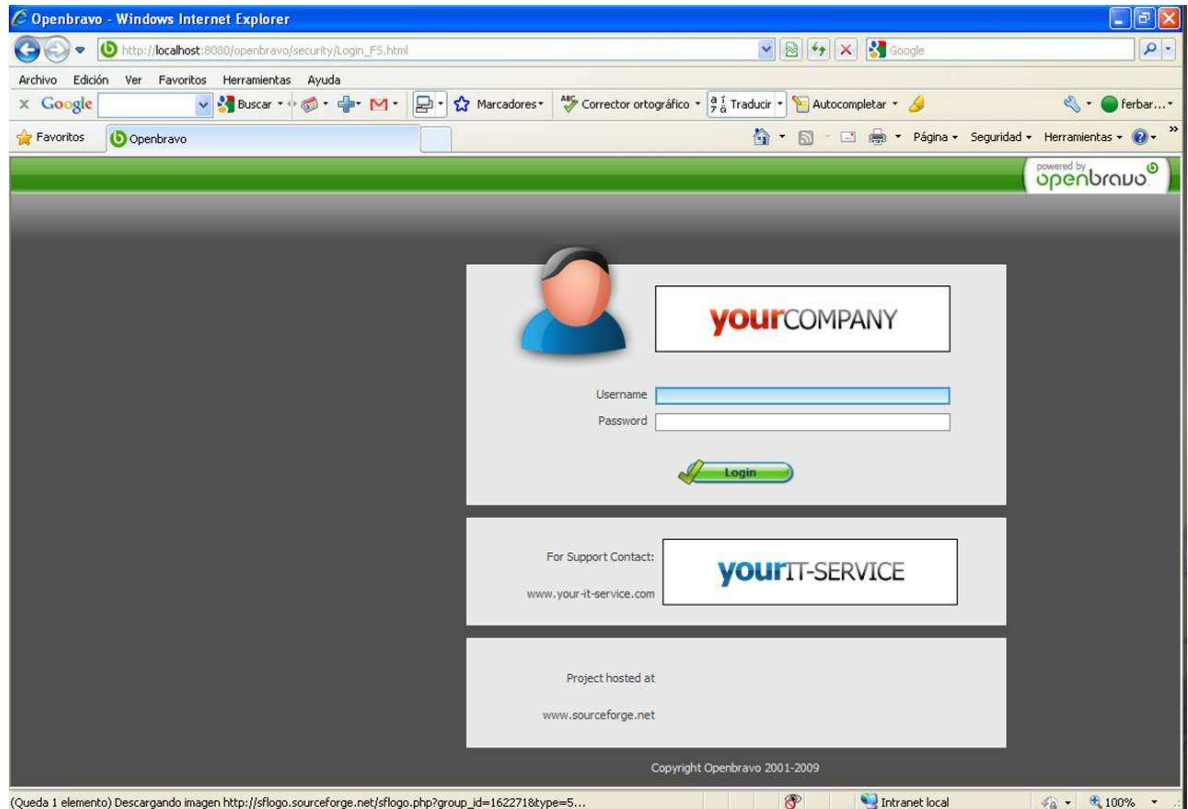 Openbravo - Windows Internet Explorer
http://localhost:8080/openbravo/security/Login_FS.html
Google
Archivo Edición Ver Favoritos Herramientas Ayuda
x Google Buscar Marcadores ABC Corrector ortográfico Traducir Autocompletar ferbar...
Favoritos Openbravo Página Seguridad Herramientas »
powered by
openbravo
yourCOMPANY
Username
Password
Login
For Support Contact:
www.your-it-service.com
yourIT-SERVICE
Project hosted at
www.sourceforge.net
Copyright Openbravo 2001-2009
(Queda 1 elemento) Descargando imagen http://sflogo.sourceforge.net/sflogo.php?group_id=162271&type=5... Intranet local 100%